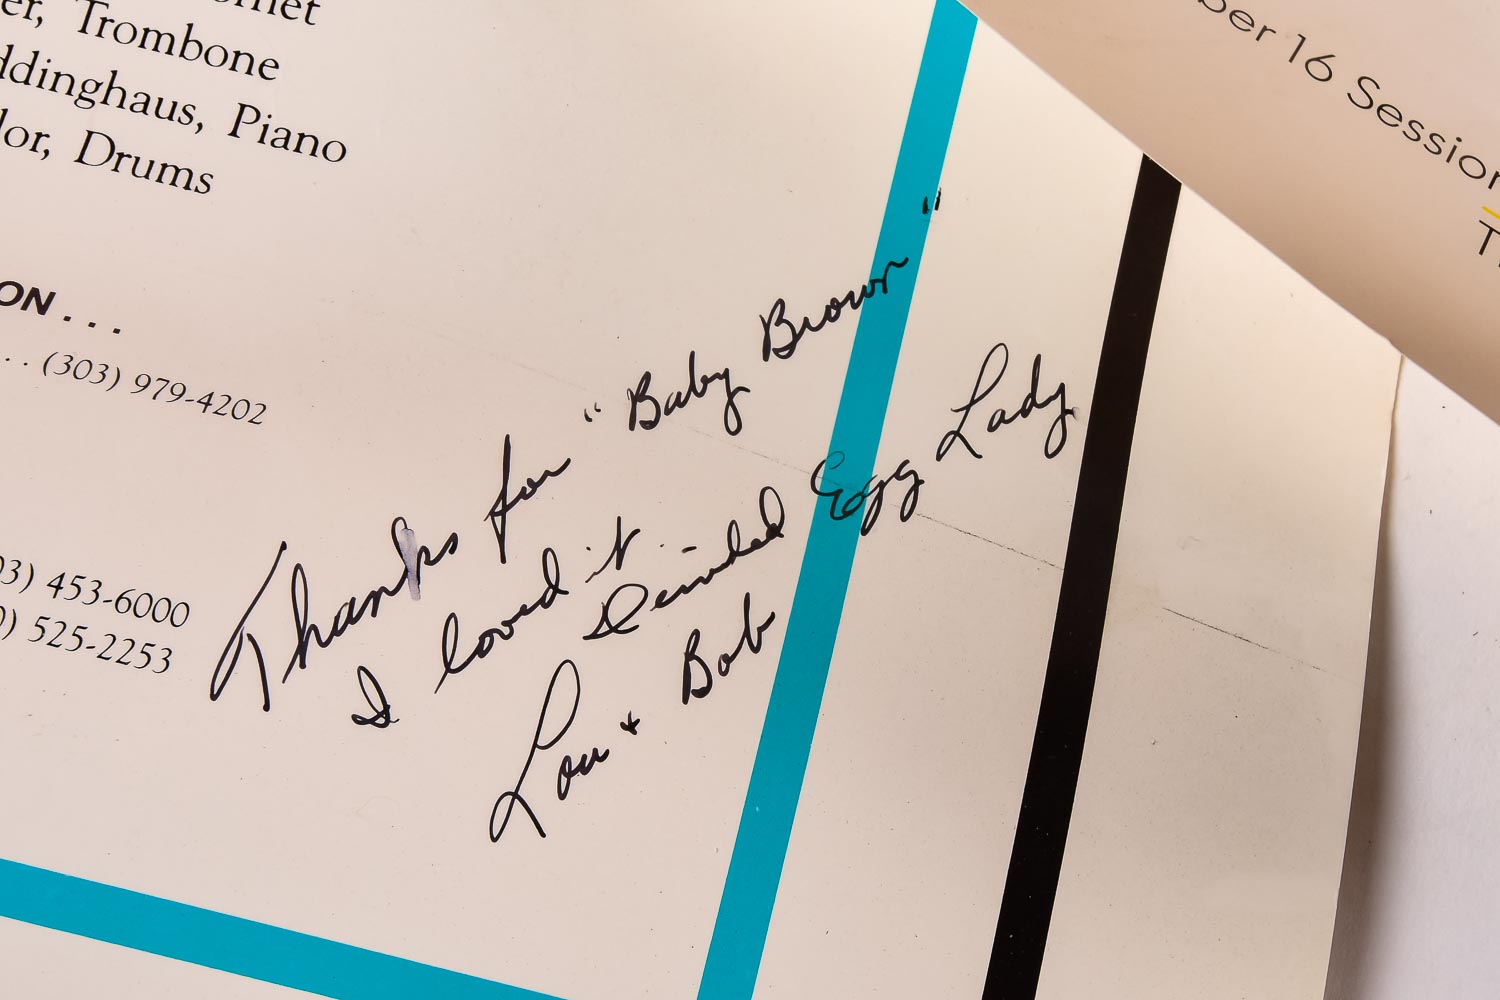 er, Trombone
ddinghaus, Piano
lor, Drums
ON . . .
. . (303) 979-4202
03) 453-6000
0) 525-2253
ber 16 Session
Thanks for "Baby Brown"
I loved it.
Deviled Egg Lady
Lou + Bob